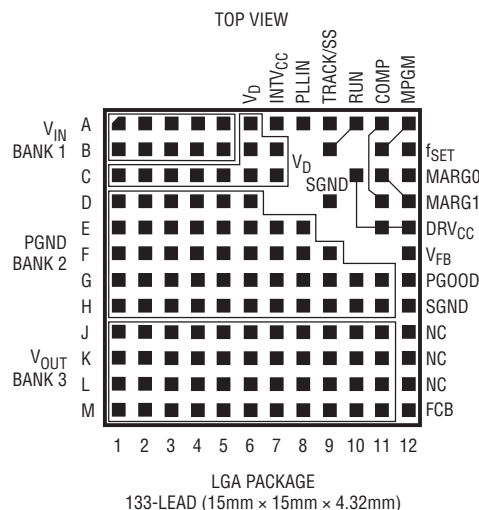 TOP VIEW
VD
INTVCC
PLLIN
TRACK/SS
RUN
COMP
MPGM
VIN
BANK 1
A
B
fSET
C
VD
SGND
MARG0
D
MARG1
PGND
BANK 2
E
DRVCC
F
VFB
G
PGOOD
H
SGND
VOUT
BANK 3
J
NC
K
NC
L
NC
M
FCB
1 2 3 4 5 6 7 8 9 10 11 12
LGA PACKAGE
133-LEAD (15mm × 15mm × 4.32mm)